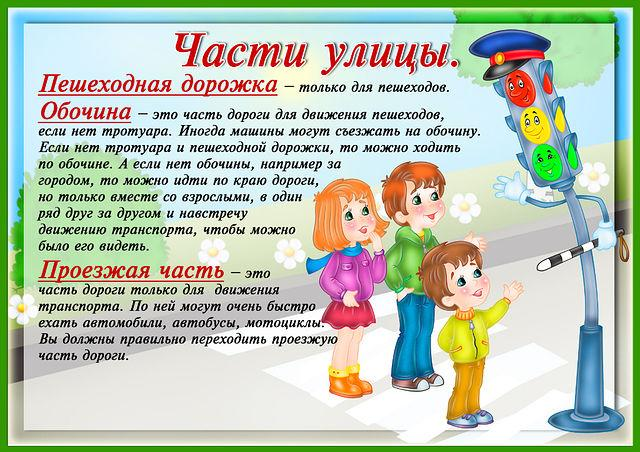 Части улицы.
Пешеходная дорожка – только для пешеходов.
Обочина – это часть дороги для движения пешеходов,
если нет тротуара. Иногда машины могут съезжать на обочину.
Если нет тротуара и пешеходной дорожки, то можно ходить
по обочине. А если нет обочины, например за
городом, то можно идти по краю дороги,
но только вместе со взрослыми, в один
ряд друг за другом и навстречу
движению транспорта, чтобы можно
было его видеть.
Проезжая часть – это
часть дороги только для движения
транспорта. По ней могут очень быстро
ехать автомобили, автобусы, мотоциклы.
Вы должны правильно переходить проезжую
часть дороги.